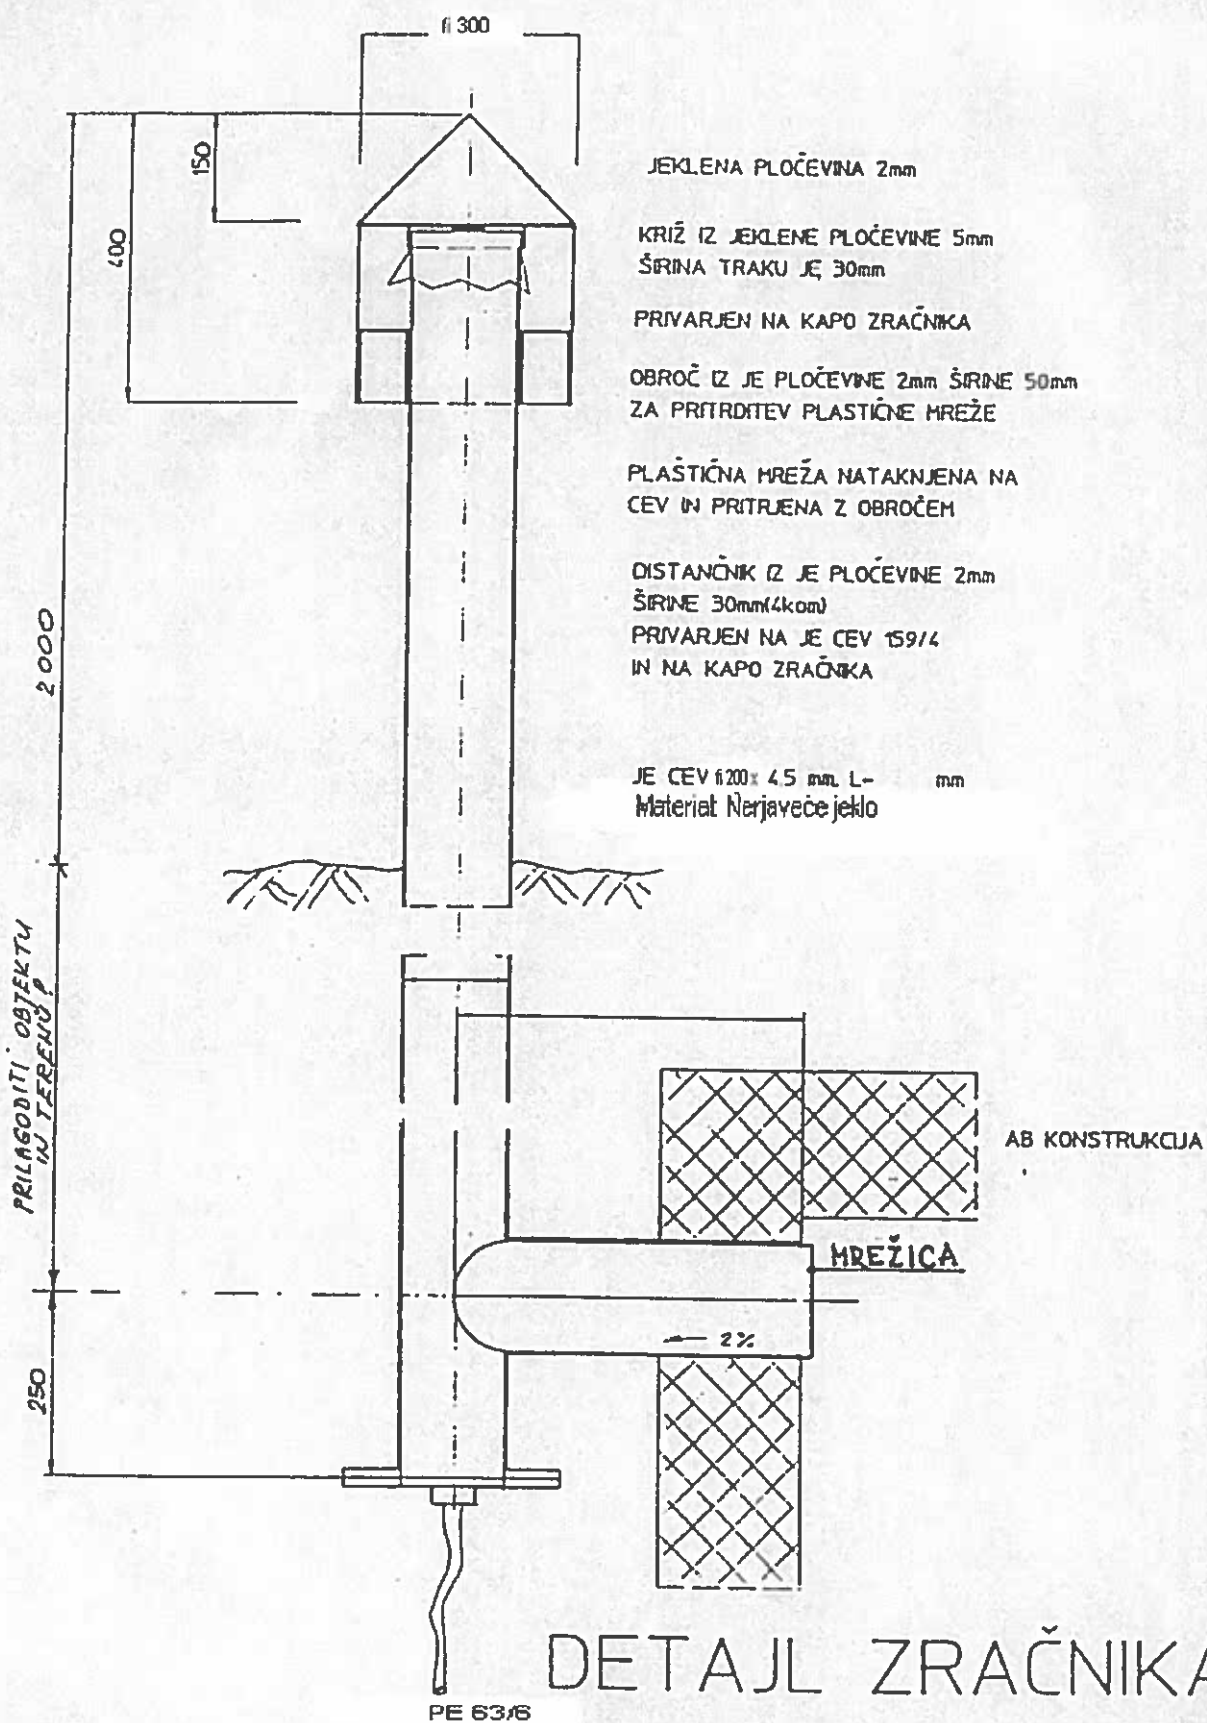 fi 300
150
400
2000
JEKLENA PLOČEVINA 2mm
KRIŽ IZ JEKLENE PLOČEVINE 5mm
ŠIRINA TRAKU JE 30mm
PRIVARJEN NA KAPO ZRAČNIKA
OBROČ IZ JE PLOČEVINE 2mm ŠIRINE 50mm
ZA PRITRDITEV PLASTIČNE MREŽE
PLASTIČNA MREŽA NATAKNJENA NA
CEV IN PRITRJENA Z OBROČEM
DISTANČNIK IZ JE PLOČEVINE 2mm
ŠIRINE 30mm(4kom)
PRIVARJEN NA JE CEV 159/4
IN NA KAPO ZRAČNIKA
JE CEV fi 200x 4.5 mm. L- mm
Material: Nerjaveče jeklo
PRILAGODITI OBJEKTU
IN TERENU!
AB KONSTRUKCIJA
MREŽICA
2%
250
PE 63/6
DETAJL ZRAČNIKA